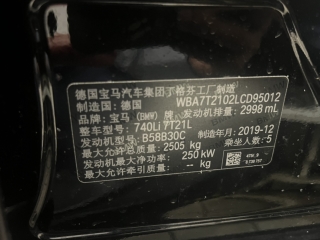 德国宝马汽车集团丁格芬工厂制造
制造国：德国 WBA7T2102LCD95012
品牌：宝马（BMW）牌 发动机排量：2998 mL
整车型号：740Li 7T21L
发动机型号：B58B30C 制造年月：2019-12
最大允许总质量：2505 kg 乘坐人数：5
发动机最大净功率：250 kW
最大允许牵引质量：-- kg